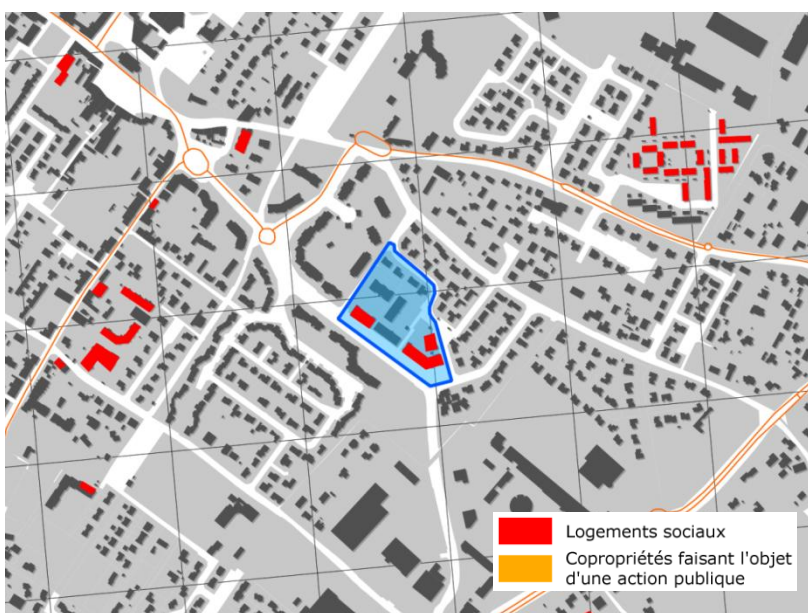 Logements sociaux
Copropriétés faisant l'objet
d'une action publique